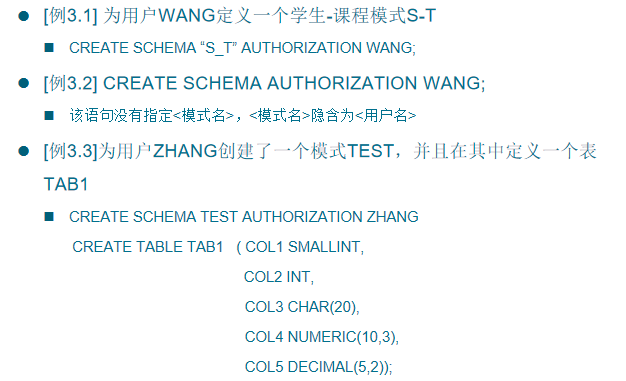 [例3.1] 为用户WANG定义一个学生-课程模式S-T
CREATE SCHEMA “S_T” AUTHORIZATION WANG;
[例3.2] CREATE SCHEMA AUTHORIZATION WANG;
该语句没有指定<模式名>，<模式名>隐含为<用户名>
[例3.3]为用户ZHANG创建了一个模式TEST，并且在其中定义一个表
TAB1
CREATE SCHEMA TEST AUTHORIZATION ZHANG
CREATE TABLE TAB1 ( COL1 SMALLINT,
COL2 INT,
COL3 CHAR(20),
COL4 NUMERIC(10,3),
COL5 DECIMAL(5,2));